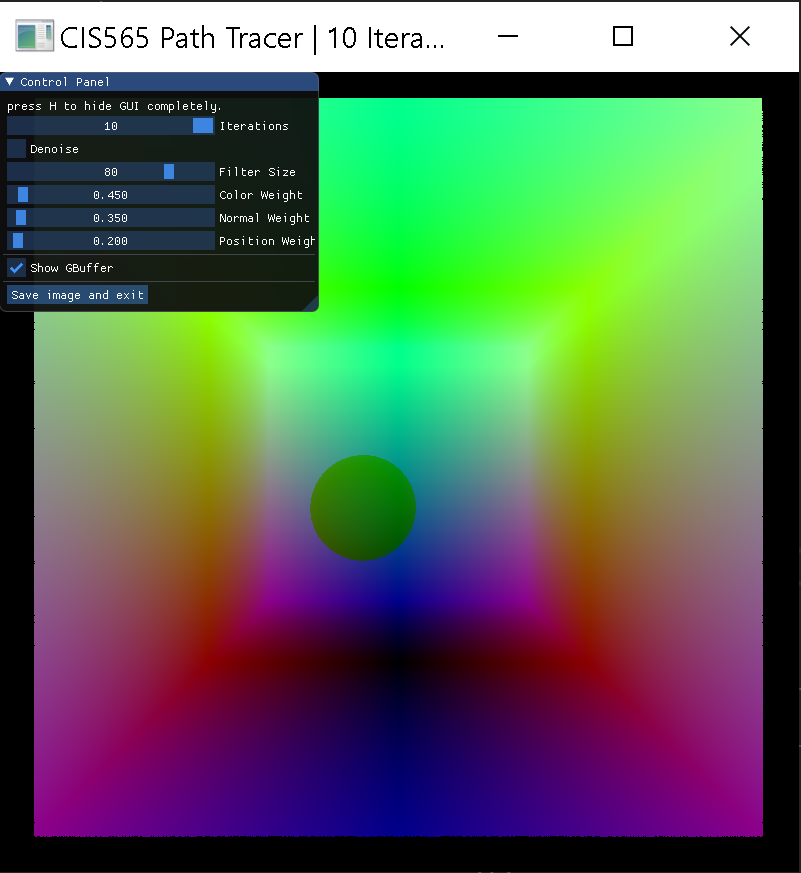 CIS565 Path Tracer | 10 Itera...
Control Panel
press H to hide GUI completely.
10 Iterations
Denoise
80 Filter Size
0.450 Color Weight
0.350 Normal Weight
0.200 Position Weigh
Show GBuffer
Save image and exit